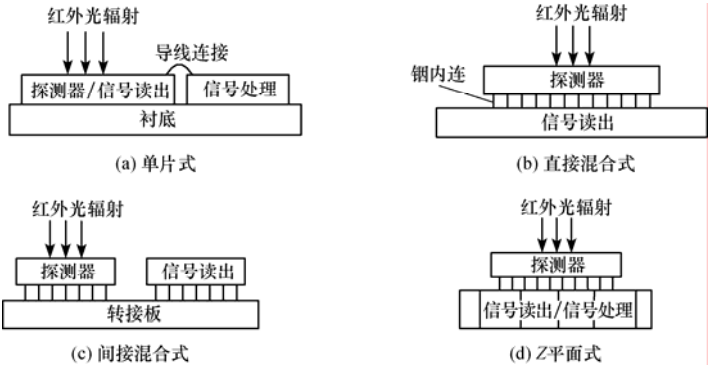 红外光辐射
导线连接
探测器/信号读出
信号处理
衬底
(a) 单片式
红外光辐射
铟内连
探测器
信号读出
(b) 直接混合式
红外光辐射
探测器
信号读出
转接板
(c) 间接混合式
红外光辐射
探测器
信号读出/信号处理
(d) Z平面式